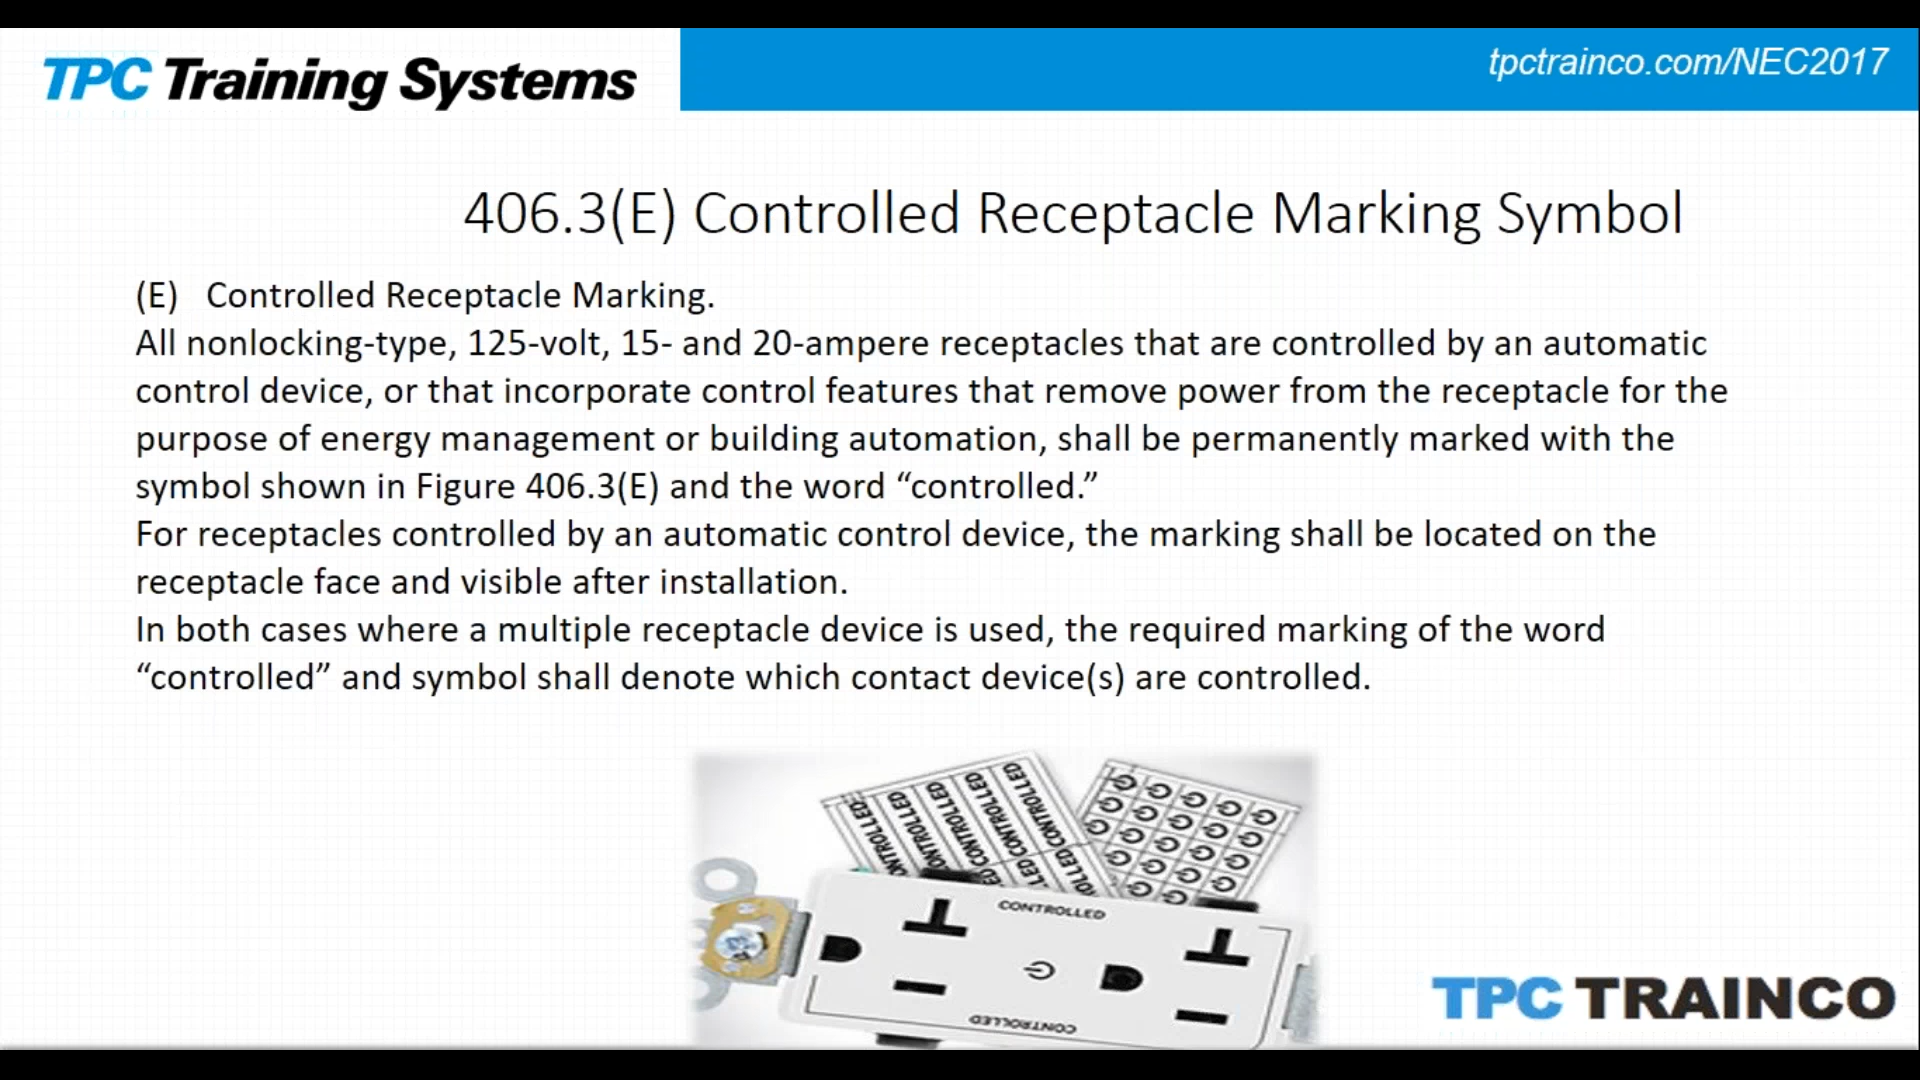 TPC Training Systems
tpctrainco.com/NEC2017
406.3(E) Controlled Receptacle Marking Symbol
(E) Controlled Receptacle Marking.
All nonlocking-type, 125-volt, 15- and 20-ampere receptacles that are controlled by an automatic
control device, or that incorporate control features that remove power from the receptacle for the
purpose of energy management or building automation, shall be permanently marked with the
symbol shown in Figure 406.3(E) and the word “controlled.”
For receptacles controlled by an automatic control device, the marking shall be located on the
receptacle face and visible after installation.
In both cases where a multiple receptacle device is used, the required marking of the word
“controlled” and symbol shall denote which contact device(s) are controlled.
CONTROLLED
CONTROLLED
CONTROLLED
CONTROLLED
CONTROLLED
CONTROLLED
CONTROLLED
TPC TRAINCO